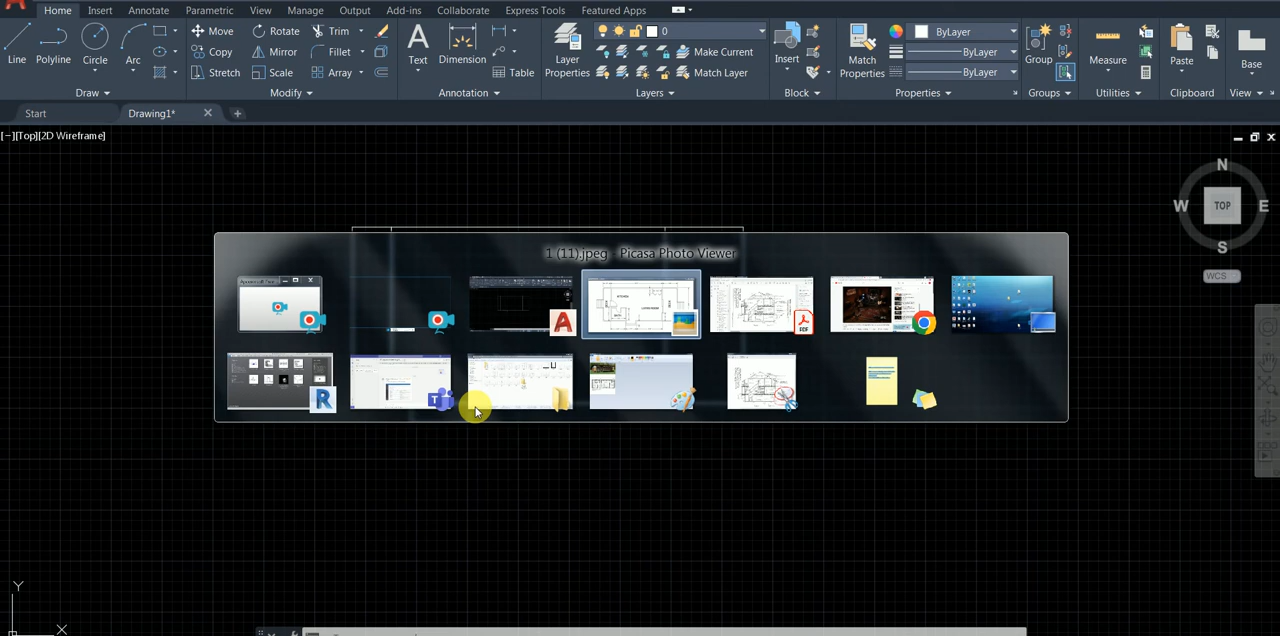 Home Insert Annotate Parametric View Manage Output Add-ins Collaborate Express Tools Featured Apps
Line Polyline Circle Arc
Move Rotate Trim
Copy Mirror Fillet
Stretch Scale Array
Text Dimension Table
Layer Properties
0
Make Current
Match Layer
Insert
Match Properties
ByLayer
ByLayer
ByLayer
Group
Measure
Paste
Base
Draw Modify Annotation Layers Block Properties Groups Utilities Clipboard View
Start Drawing1*
[−][Top][2D Wireframe]
N
W TOP E
S
WCS
1 (11).jpeg - Picasa Photo Viewer
KITCHEN
PDF
Y
X